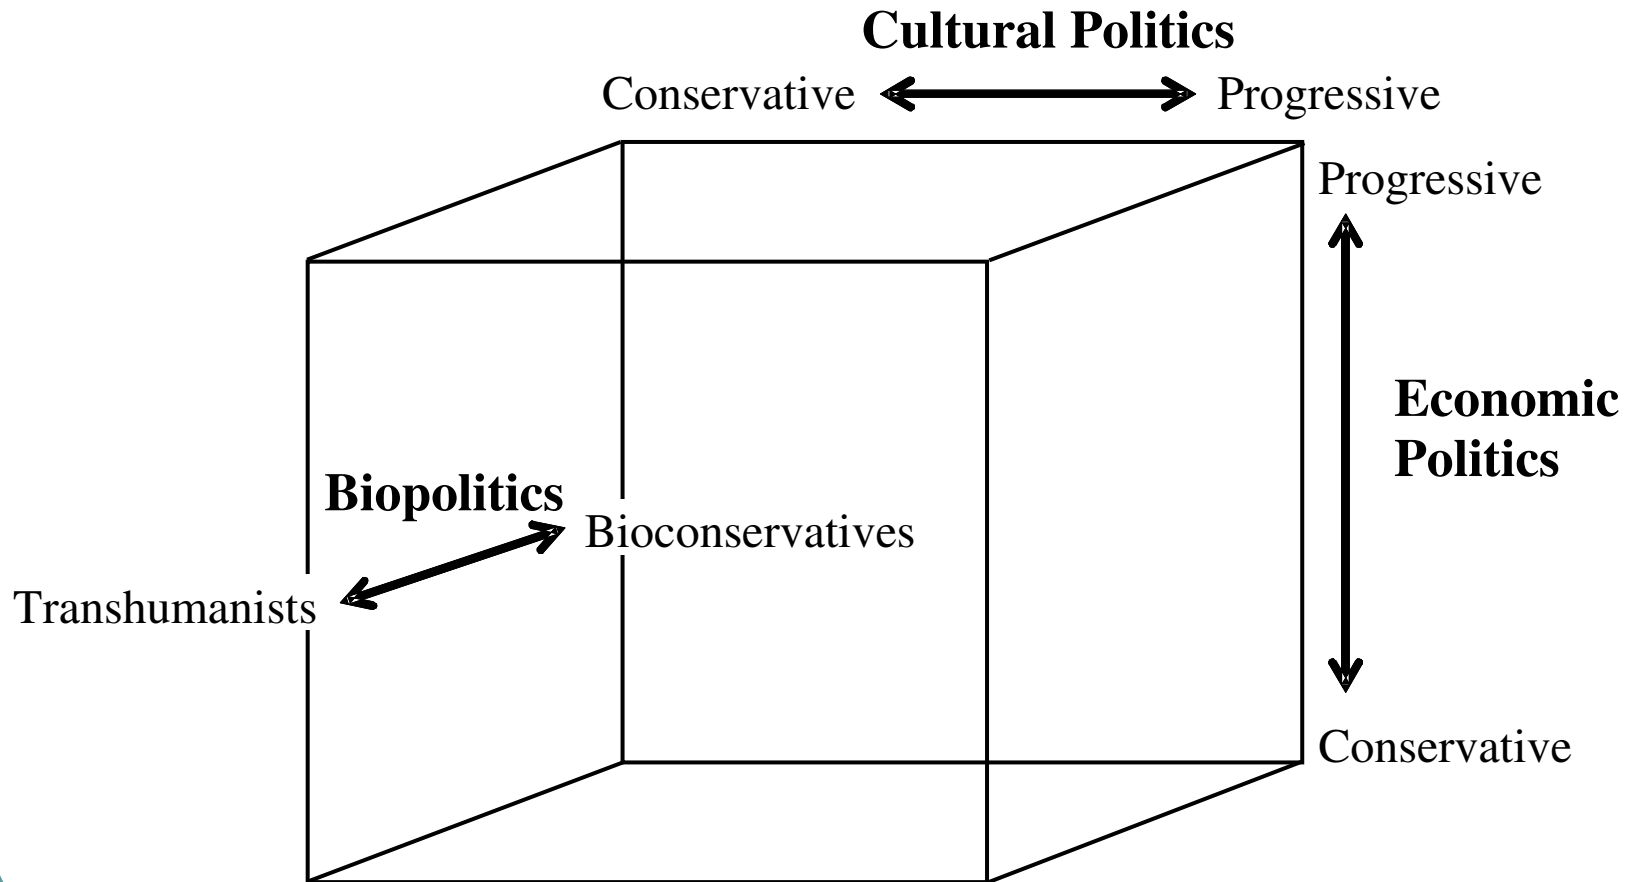 Cultural Politics
Conservative Progressive
Progressive
Economic
Politics
Biopolitics
Bioconservatives
Transhumanists
Conservative